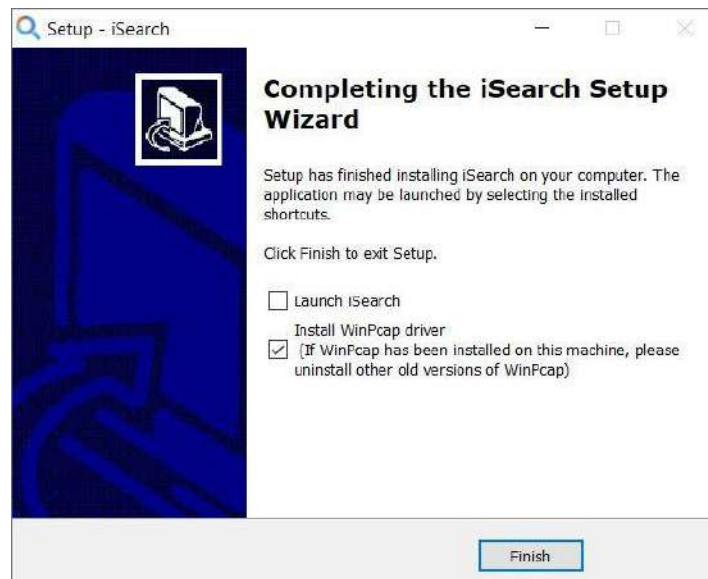 Setup - iSearch
Completing the iSearch Setup
Wizard
Setup has finished installing iSearch on your computer. The
application may be launched by selecting the installed
shortcuts.
Click Finish to exit Setup.
Launch iSearch
Install WinPcap driver
(If WinPcap has been installed on this machine, please
uninstall other old versions of WinPcap)
Finish